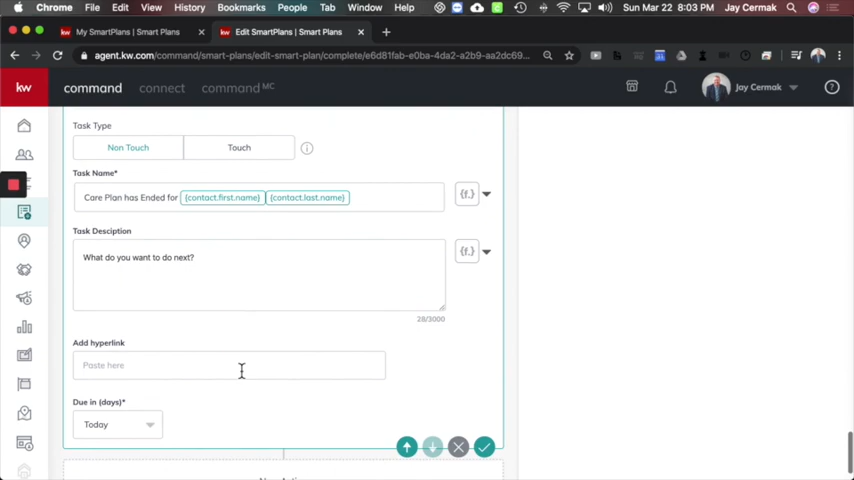 Chrome File Edit View History Bookmarks People Tab Window Help
Sun Mar 22 8:03 PM Jay Cermak
kw My SmartPlans | Smart Plans
kw Edit SmartPlans | Smart Plans
agent.kw.com/command/smart-plans/edit-smart-plan/complete/e6d81fab-e0ba-4da2-a2b9-aa2dc69...
kw command connect command MC
Jay Cermak
Task Type
Non Touch Touch
Task Name*
Care Plan has Ended for {contact.first.name} {contact.last.name}
{f.}
Task Desciption
What do you want to do next?
{f.}
28/3000
Add hyperlink
Paste here
Due in (days)*
Today